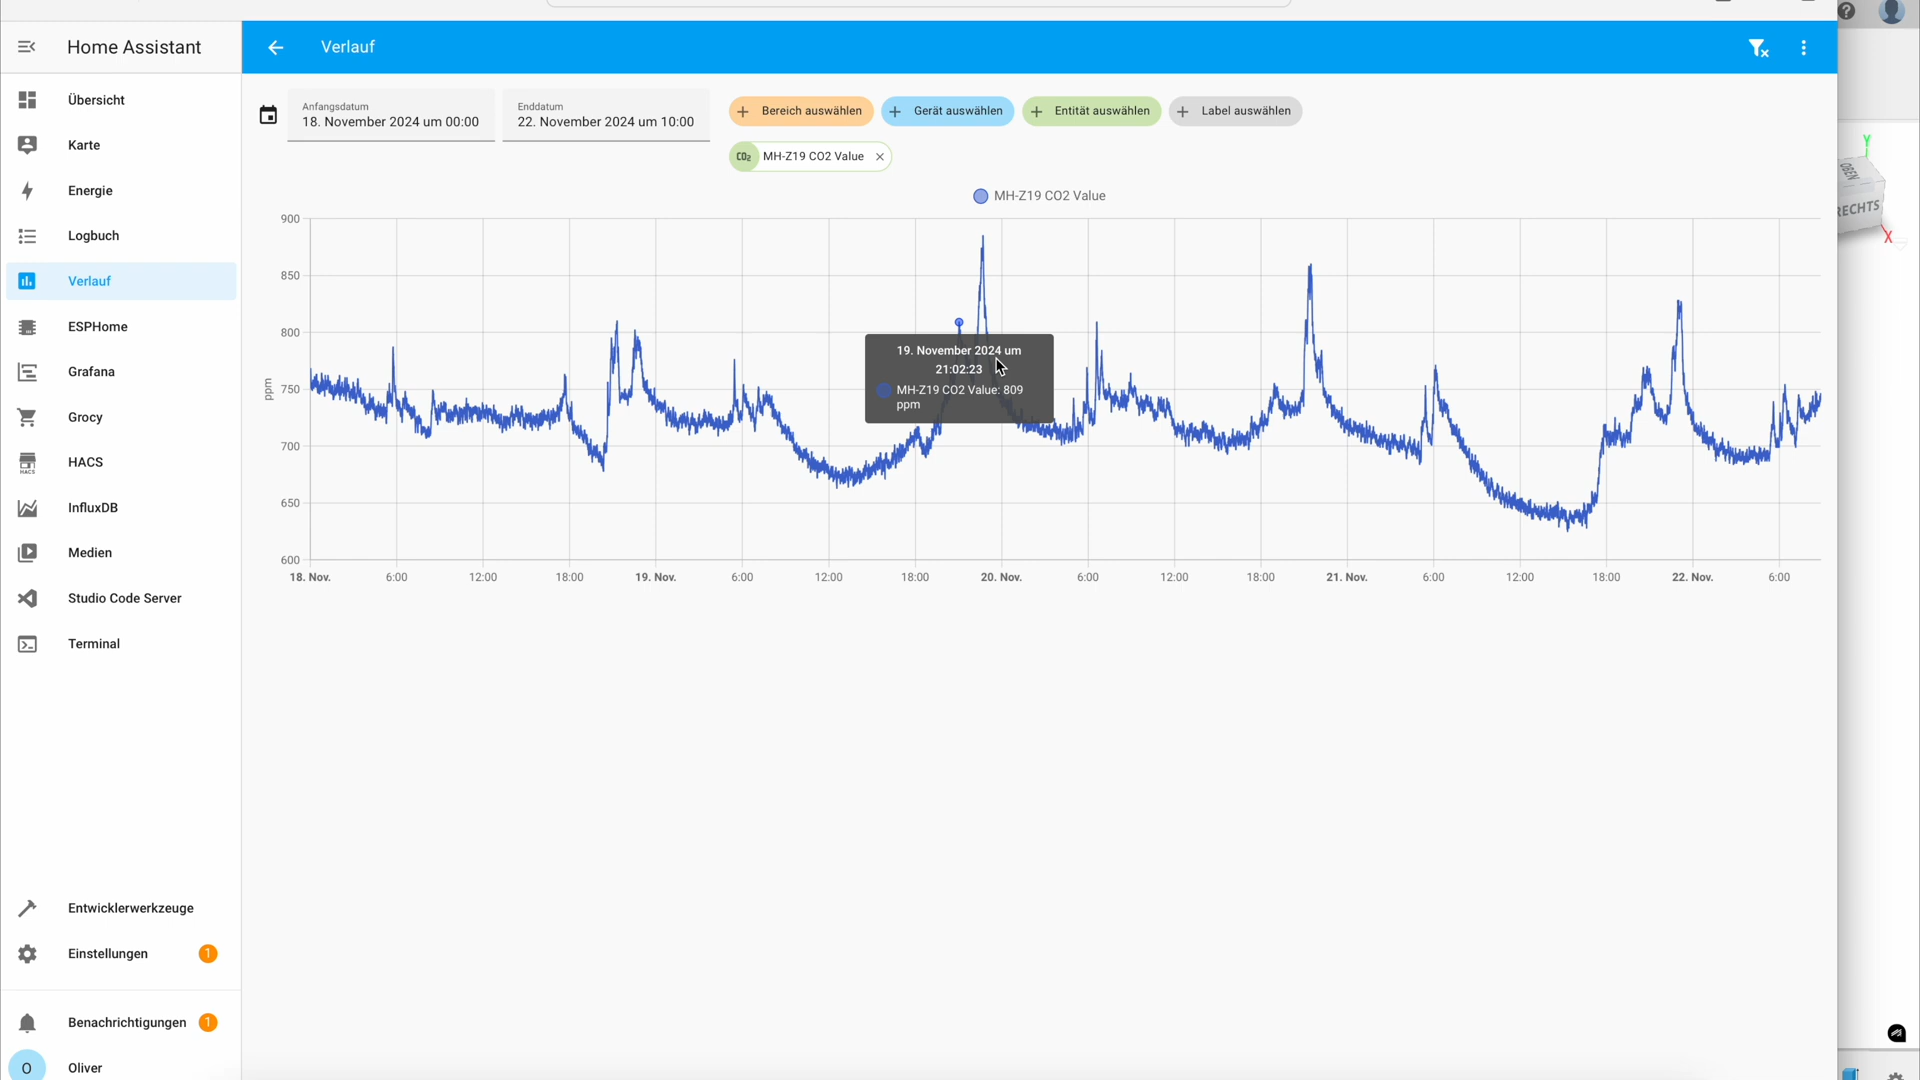 Home Assistant
Verlauf
Übersicht
Karte
Energie
Logbuch
Verlauf
ESPHome
Grafana
Grocy
HACS
HACS
InfluxDB
Medien
Studio Code Server
Terminal
Entwicklerwerkzeuge
Einstellungen 1
Benachrichtigungen 1
O Oliver
Anfangsdatum
18. November 2024 um 00:00
Enddatum
22. November 2024 um 10:00
Bereich auswählen
Gerät auswählen
Entität auswählen
Label auswählen
CO₂ MH-Z19 CO2 Value
MH-Z19 CO2 Value
ppm
900
850
800
750
700
650
600
19. November 2024 um
21:02:23
MH-Z19 CO2 Value: 809
ppm
18. Nov. 6:00 12:00 18:00 19. Nov. 6:00 12:00 18:00 20. Nov. 6:00 12:00 18:00 21. Nov. 6:00 12:00 18:00 22. Nov. 6:00
Y
OBEN
RECHTS
X